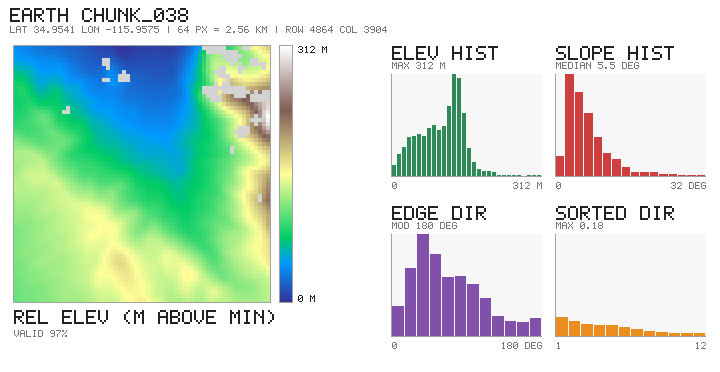 EARTH CHUNK_038
LAT 34.9541 LON -115.9575 | 64 PX = 2.56 KM | ROW 4864 COL 3904
312 M
0 M
REL ELEV (M ABOVE MIN)
VALID 97%
ELEV HIST
MAX 312 M
0 312 M
SLOPE HIST
MEDIAN 5.5 DEG
0 32 DEG
EDGE DIR
MOD 180 DEG
0 180 DEG
SORTED DIR
MAX 0.18
1 12